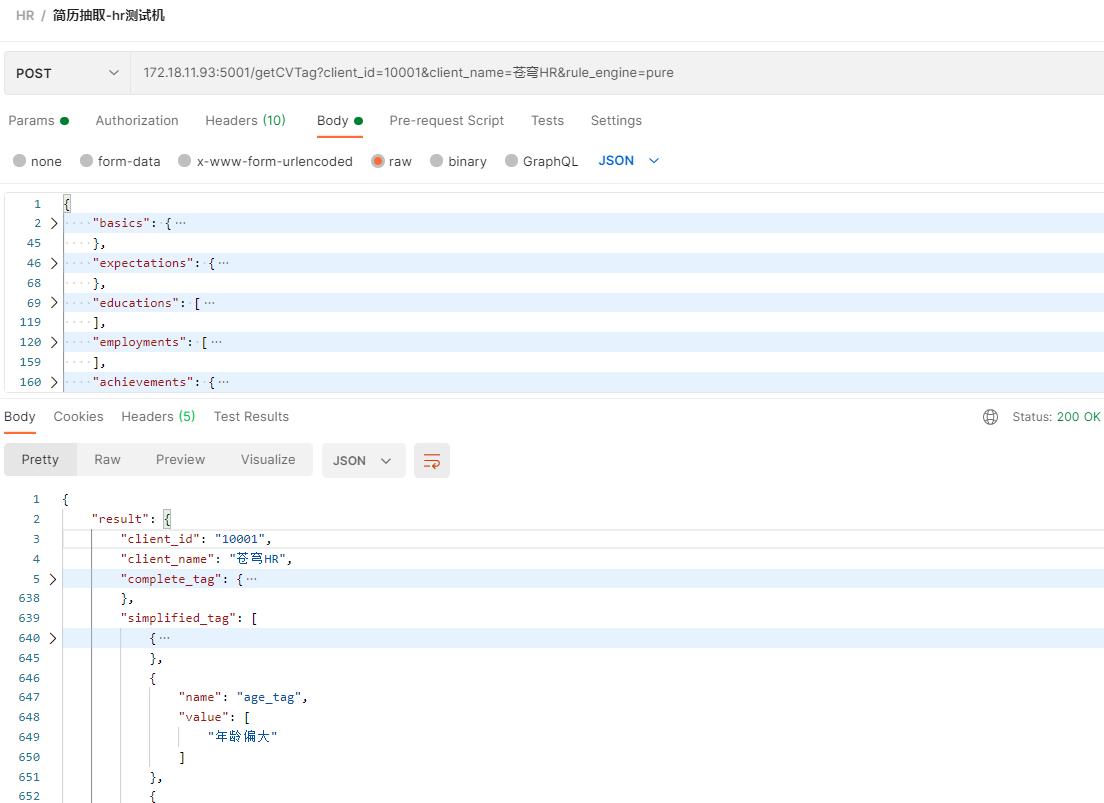 HR / 简历抽取-hr测试机
POST 172.18.11.93:5001/getCVTag?client_id=10001&client_name=苍穹HR&rule_engine=pure
Params Authorization Headers (10) Body Pre-request Script Tests Settings
none form-data x-www-form-urlencoded raw binary GraphQL JSON
1 {
2 "basics": { ...
45 },
46 "expectations": { ...
68 },
69 "educations": [ ...
119 ],
120 "employments": [ ...
159 ],
160 "achievements": { ...
Body Cookies Headers (5) Test Results Status: 200 OK
Pretty Raw Preview Visualize JSON
1 {
2 "result": {
3 "client_id": "10001",
4 "client_name": "苍穹HR",
5 "complete_tag": { ...
638 },
639 "simplified_tag": [
640 { ...
645 },
646 {
647 "name": "age_tag",
648 "value": [
649 "年龄偏大"
650 ]
651 },
652 {